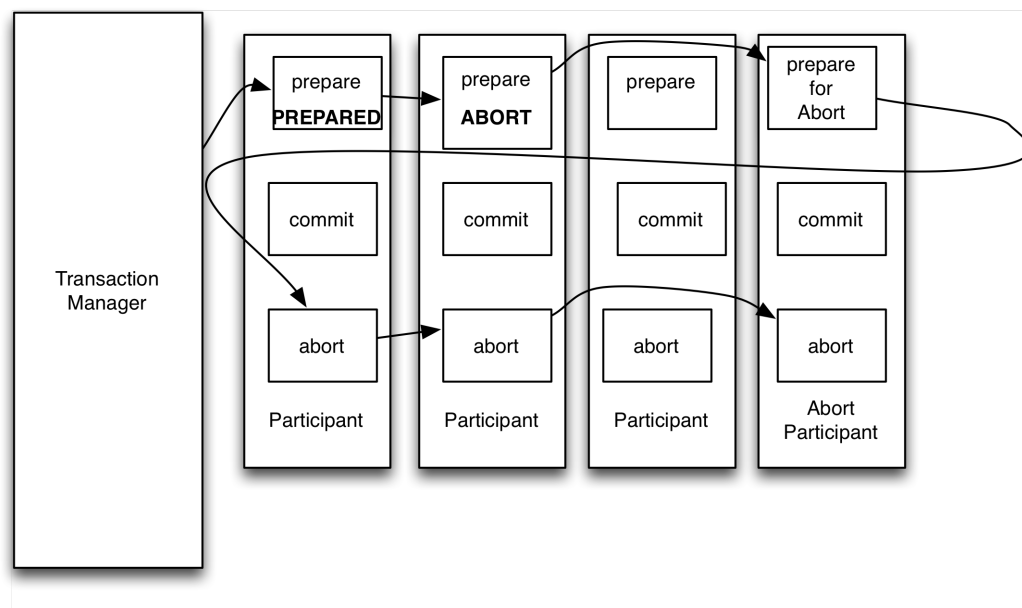 prepare
PREPARED
prepare
ABORT
prepare
prepare
for
Abort
commit
commit
commit
commit
Transaction
Manager
abort
abort
abort
abort
Participant
Participant
Participant
Abort
Participant